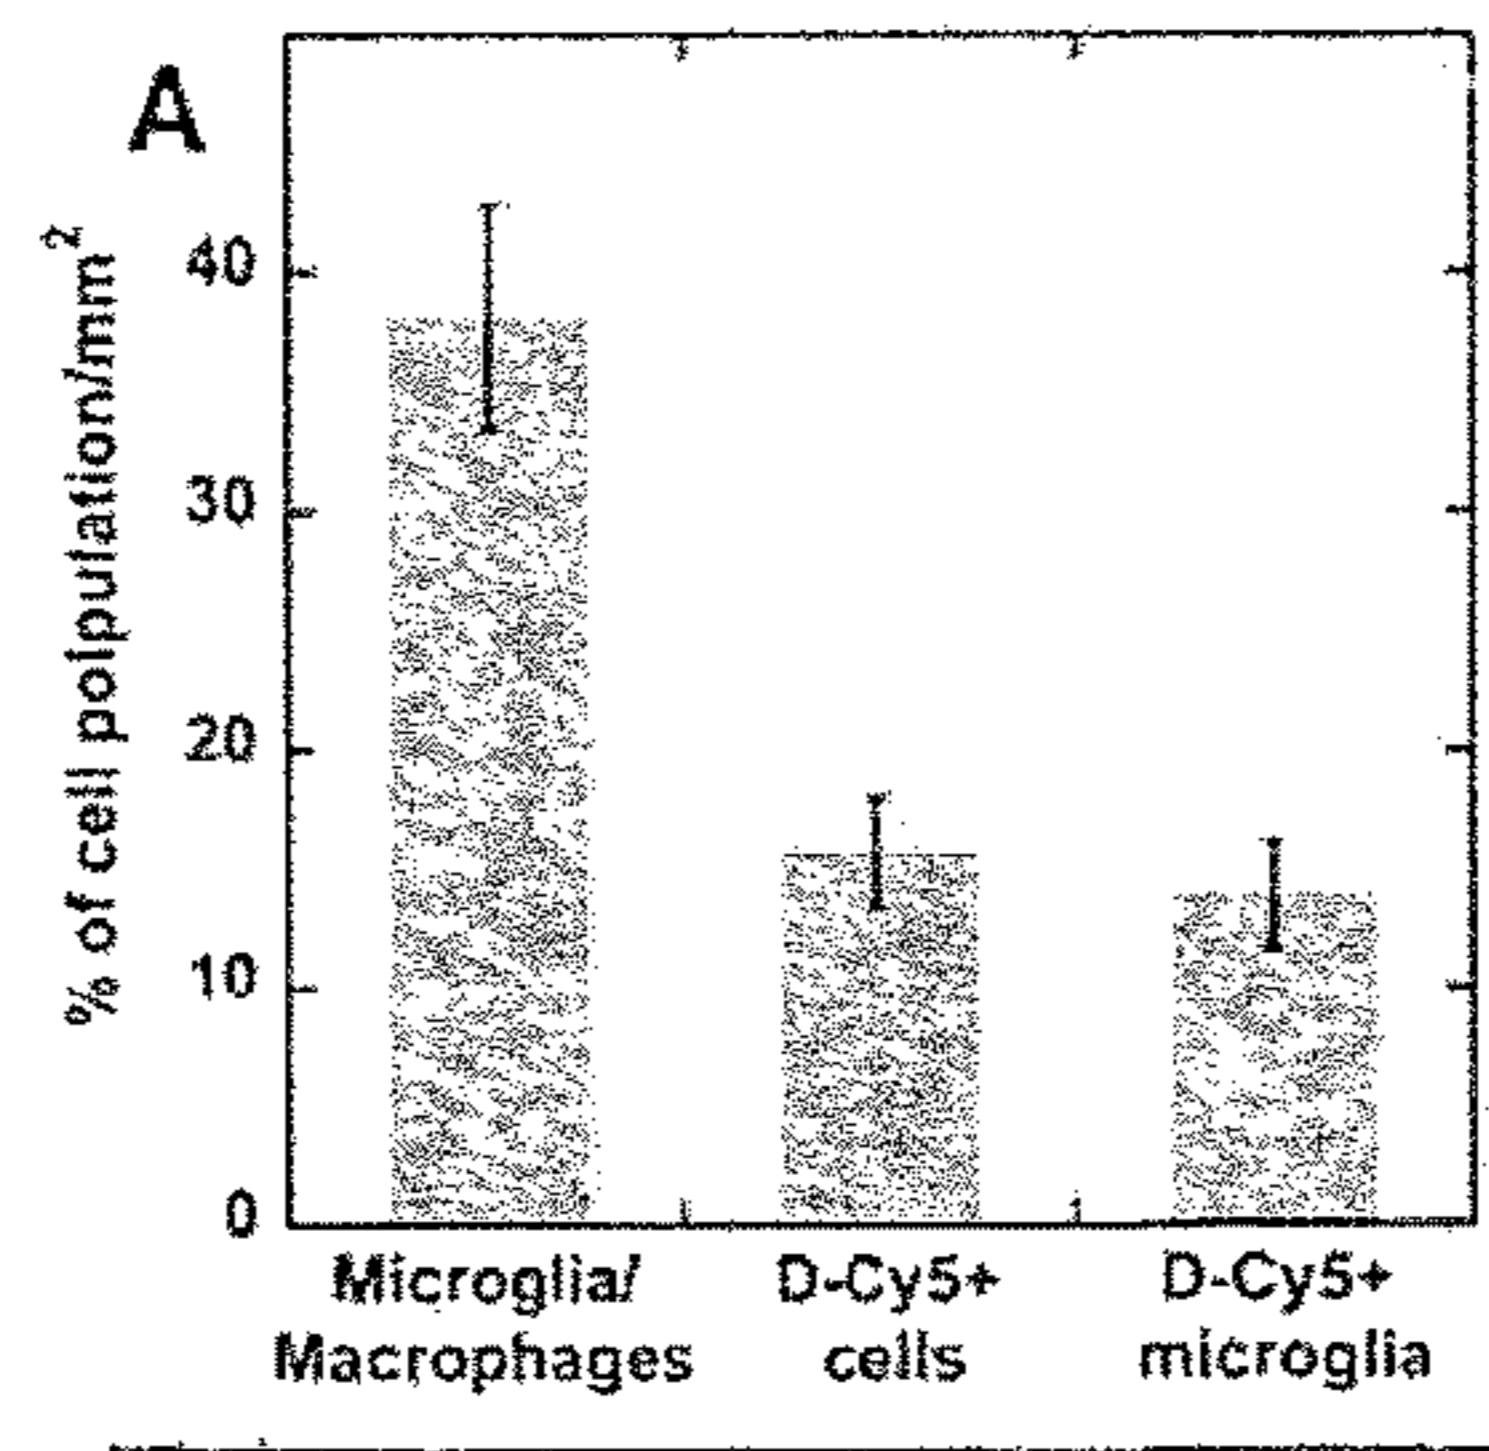 A
% of cell polpulation/mm²
40
30
20
10
0
Microglia/
Macrophages
D-Cy5+
cells
D-Cy5+
microglia